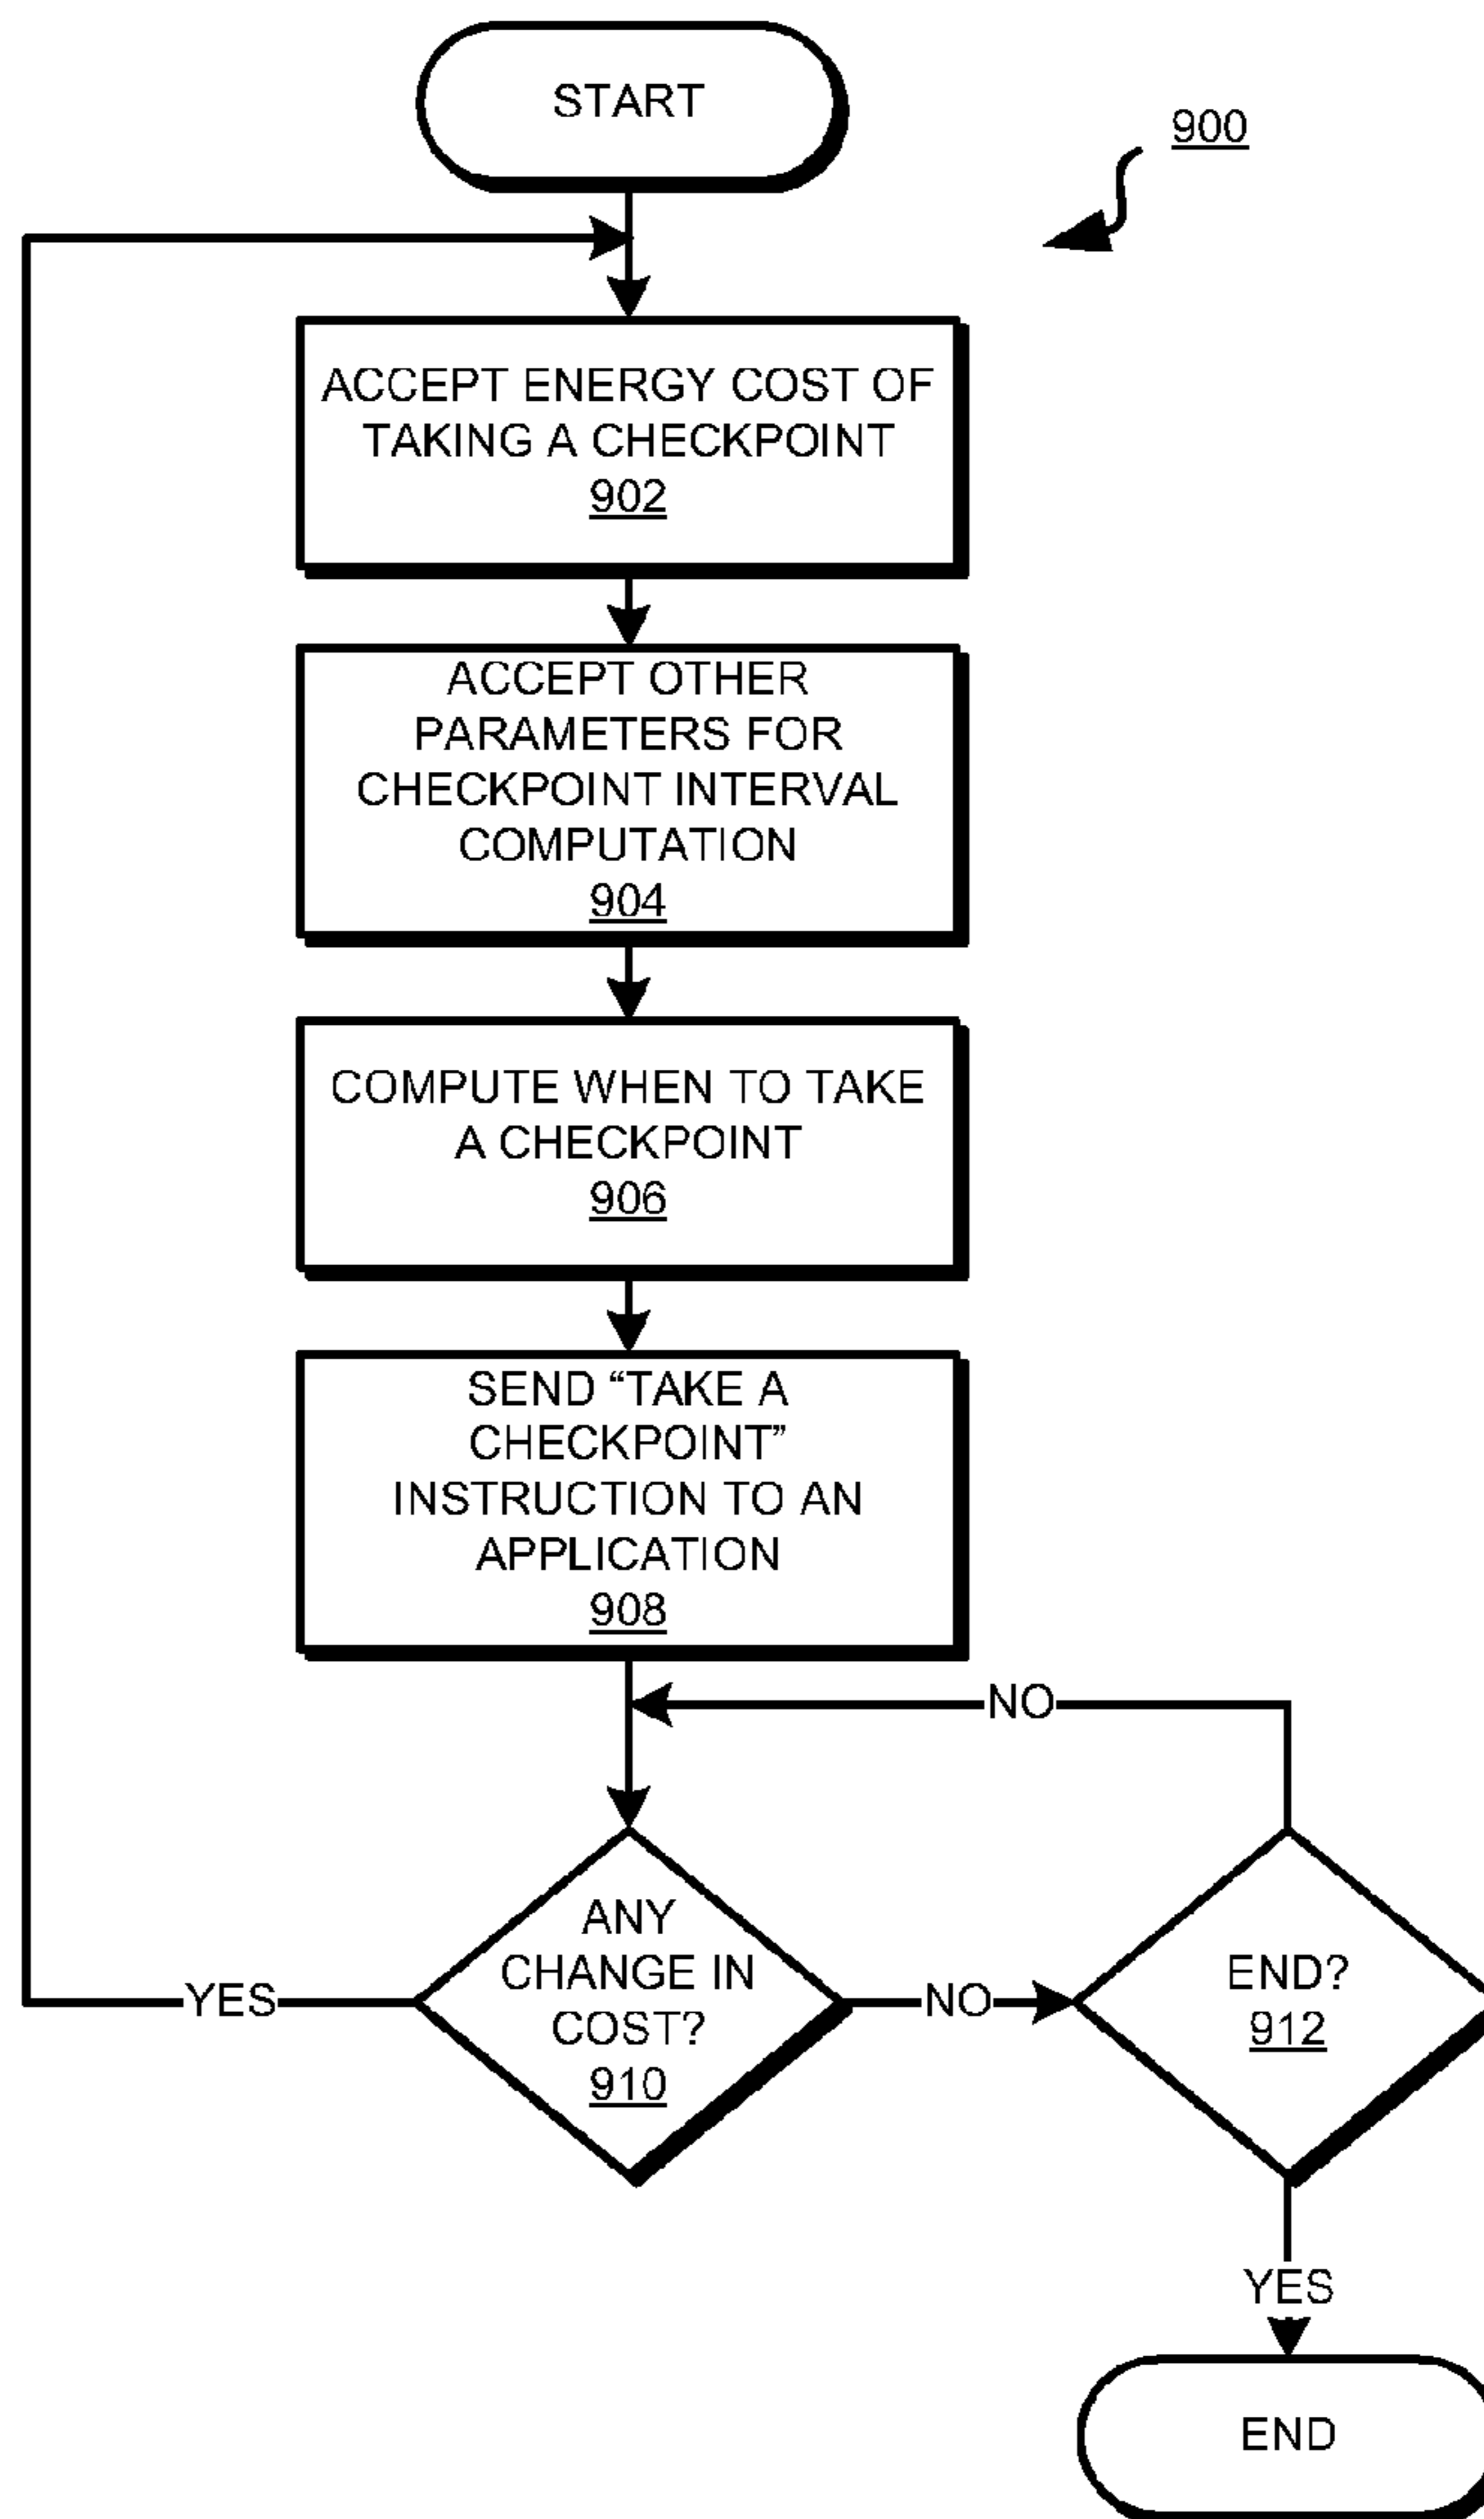 START
900
ACCEPT ENERGY COST OF
TAKING A CHECKPOINT
902
ACCEPT OTHER
PARAMETERS FOR
CHECKPOINT INTERVAL
COMPUTATION
904
COMPUTE WHEN TO TAKE
A CHECKPOINT
906
SEND “TAKE A
CHECKPOINT”
INSTRUCTION TO AN
APPLICATION
908
NO
ANY
CHANGE IN
COST?
910
YES
NO
END?
912
YES
END